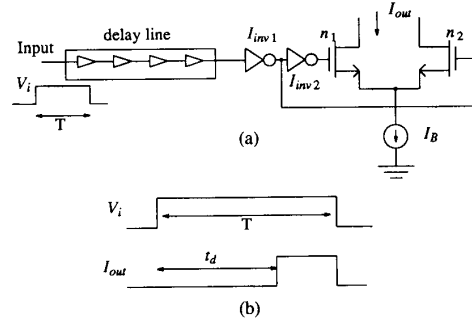 delay line
Input
I_inv1
I_inv2
n_1
I_out
n_2
V_i
T
I_B
(a)
V_i
T
I_out
t_d
(b)